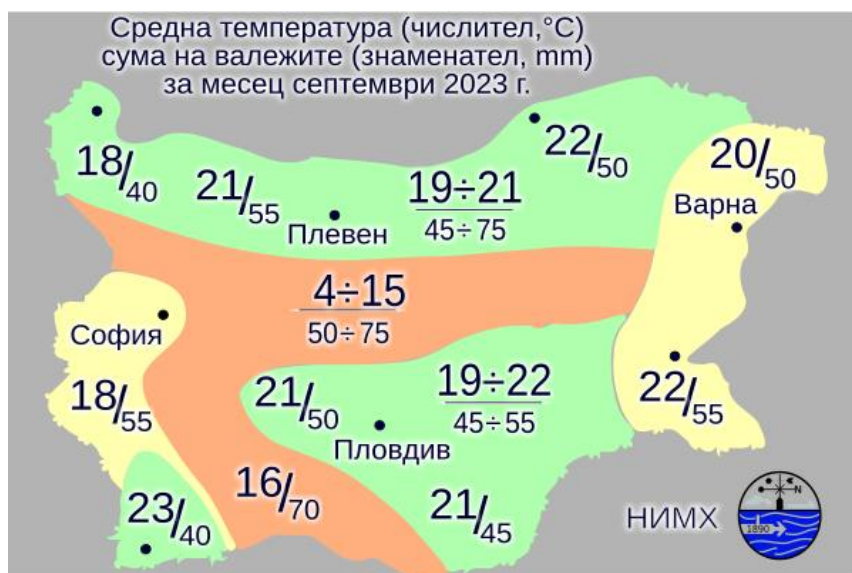 Средна температура (числител,°C)
сума на валежите (знаменател, mm)
за месец септември 2023 г.
18/40
21/55
19÷21
45÷75
22/50
20/50
Плевен
Варна
4÷15
50÷75
София
18/55
21/50
19÷22
45÷55
22/55
Пловдив
23/40
16/70
21/45
НИМХ
N
1890